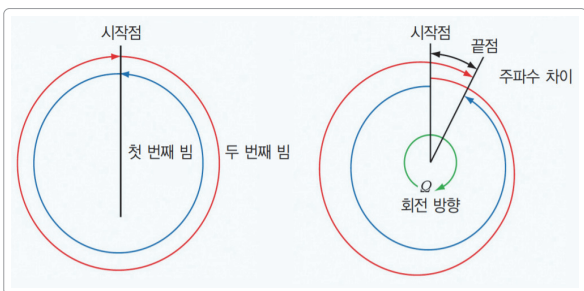 시작점
첫 번째 빔
두 번째 빔
시작점
끝점
주파수 차이
Ω
회전 방향